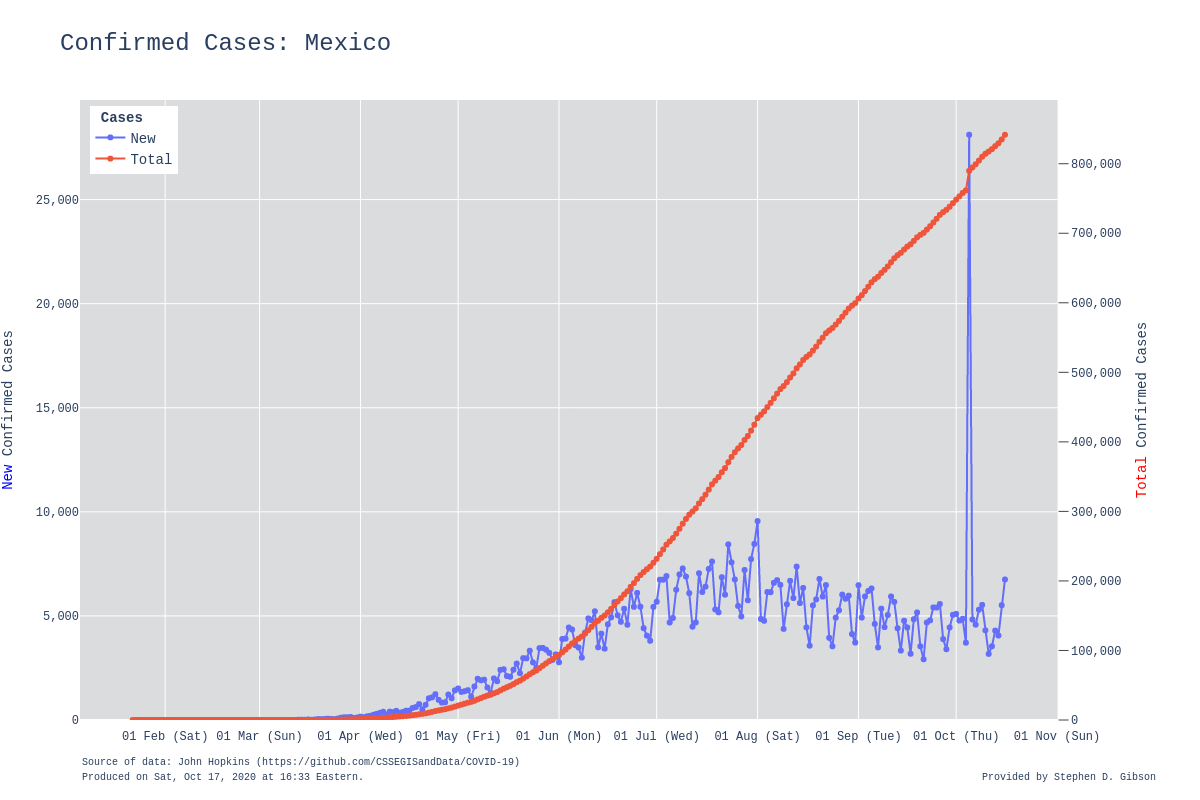 Confirmed Cases: Mexico
Cases
New
Total
25,000
20,000
15,000
10,000
5,000
0
New Confirmed Cases
800,000
700,000
600,000
500,000
400,000
300,000
200,000
100,000
0
Total Confirmed Cases
01 Feb (Sat) 01 Mar (Sun) 01 Apr (Wed) 01 May (Fri) 01 Jun (Mon) 01 Jul (Wed) 01 Aug (Sat) 01 Sep (Tue) 01 Oct (Thu) 01 Nov (Sun)
Source of data: John Hopkins (https://github.com/CSSEGISandData/COVID-19)
Produced on Sat, Oct 17, 2020 at 16:33 Eastern.
Provided by Stephen D. Gibson